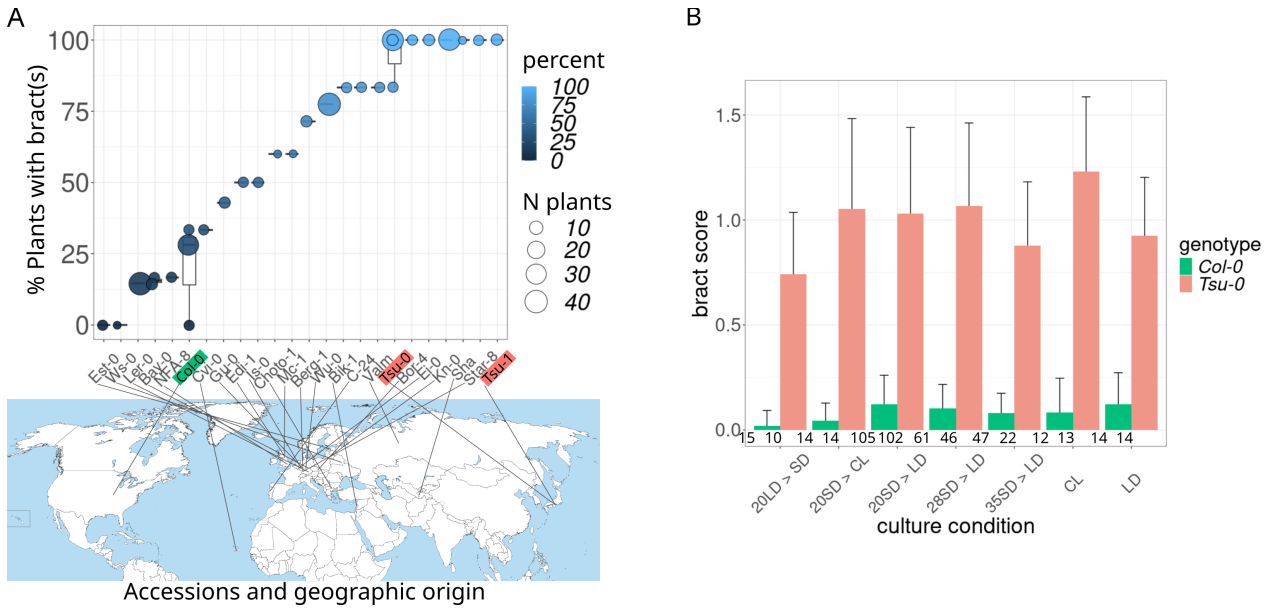 A
% Plants with bract(s)
100
75
50
25
0
percent
100
75
50
25
0
N plants
10
20
30
40
Est-0
Ws-0
Ler-0
Bay-0
NFA-8
Col-0
Cvi-0
Gu-0
Edi-1
Is-0
Choto-1
Mc-1
Berg-1
Wu-0
Blk-1
C-24
Valm
Tsu-0
Bor-4
Ei-0
Kn-0
Sha
Star-8
Tsu-1
Accessions and geographic origin
B
bract score
1.5
1.0
0.5
0.0
15 10 14 14 105 102 61 46 47 22 12 13 14 14
20LD > SD
20SD > CL
20SD > LD
28SD > LD
35SD > LD
CL
LD
culture condition
genotype
Col-0
Tsu-0